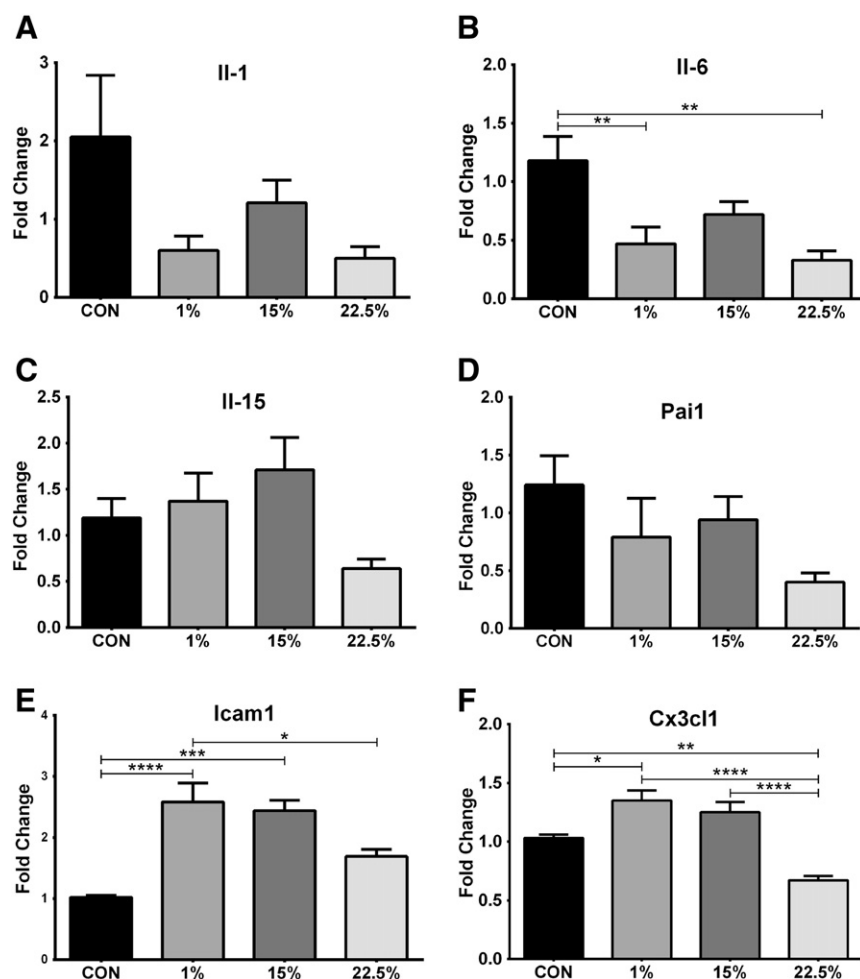 A
Il-1
Fold Change
3
2
1
0
CON 1% 15% 22.5%
B
Il-6
Fold Change
2.0
1.5
1.0
0.5
0.0
** **
CON 1% 15% 22.5%
C
Il-15
Fold Change
2.5
2.0
1.5
1.0
0.5
0.0
CON 1% 15% 22.5%
D
Pai1
Fold Change
2.0
1.5
1.0
0.5
0.0
CON 1% 15% 22.5%
E
Icam1
Fold Change
4
3
2
1
0
*
***
****
CON 1% 15% 22.5%
F
Cx3cl1
Fold Change
2.0
1.5
1.0
0.5
0.0
**
*
****
****
CON 1% 15% 22.5%